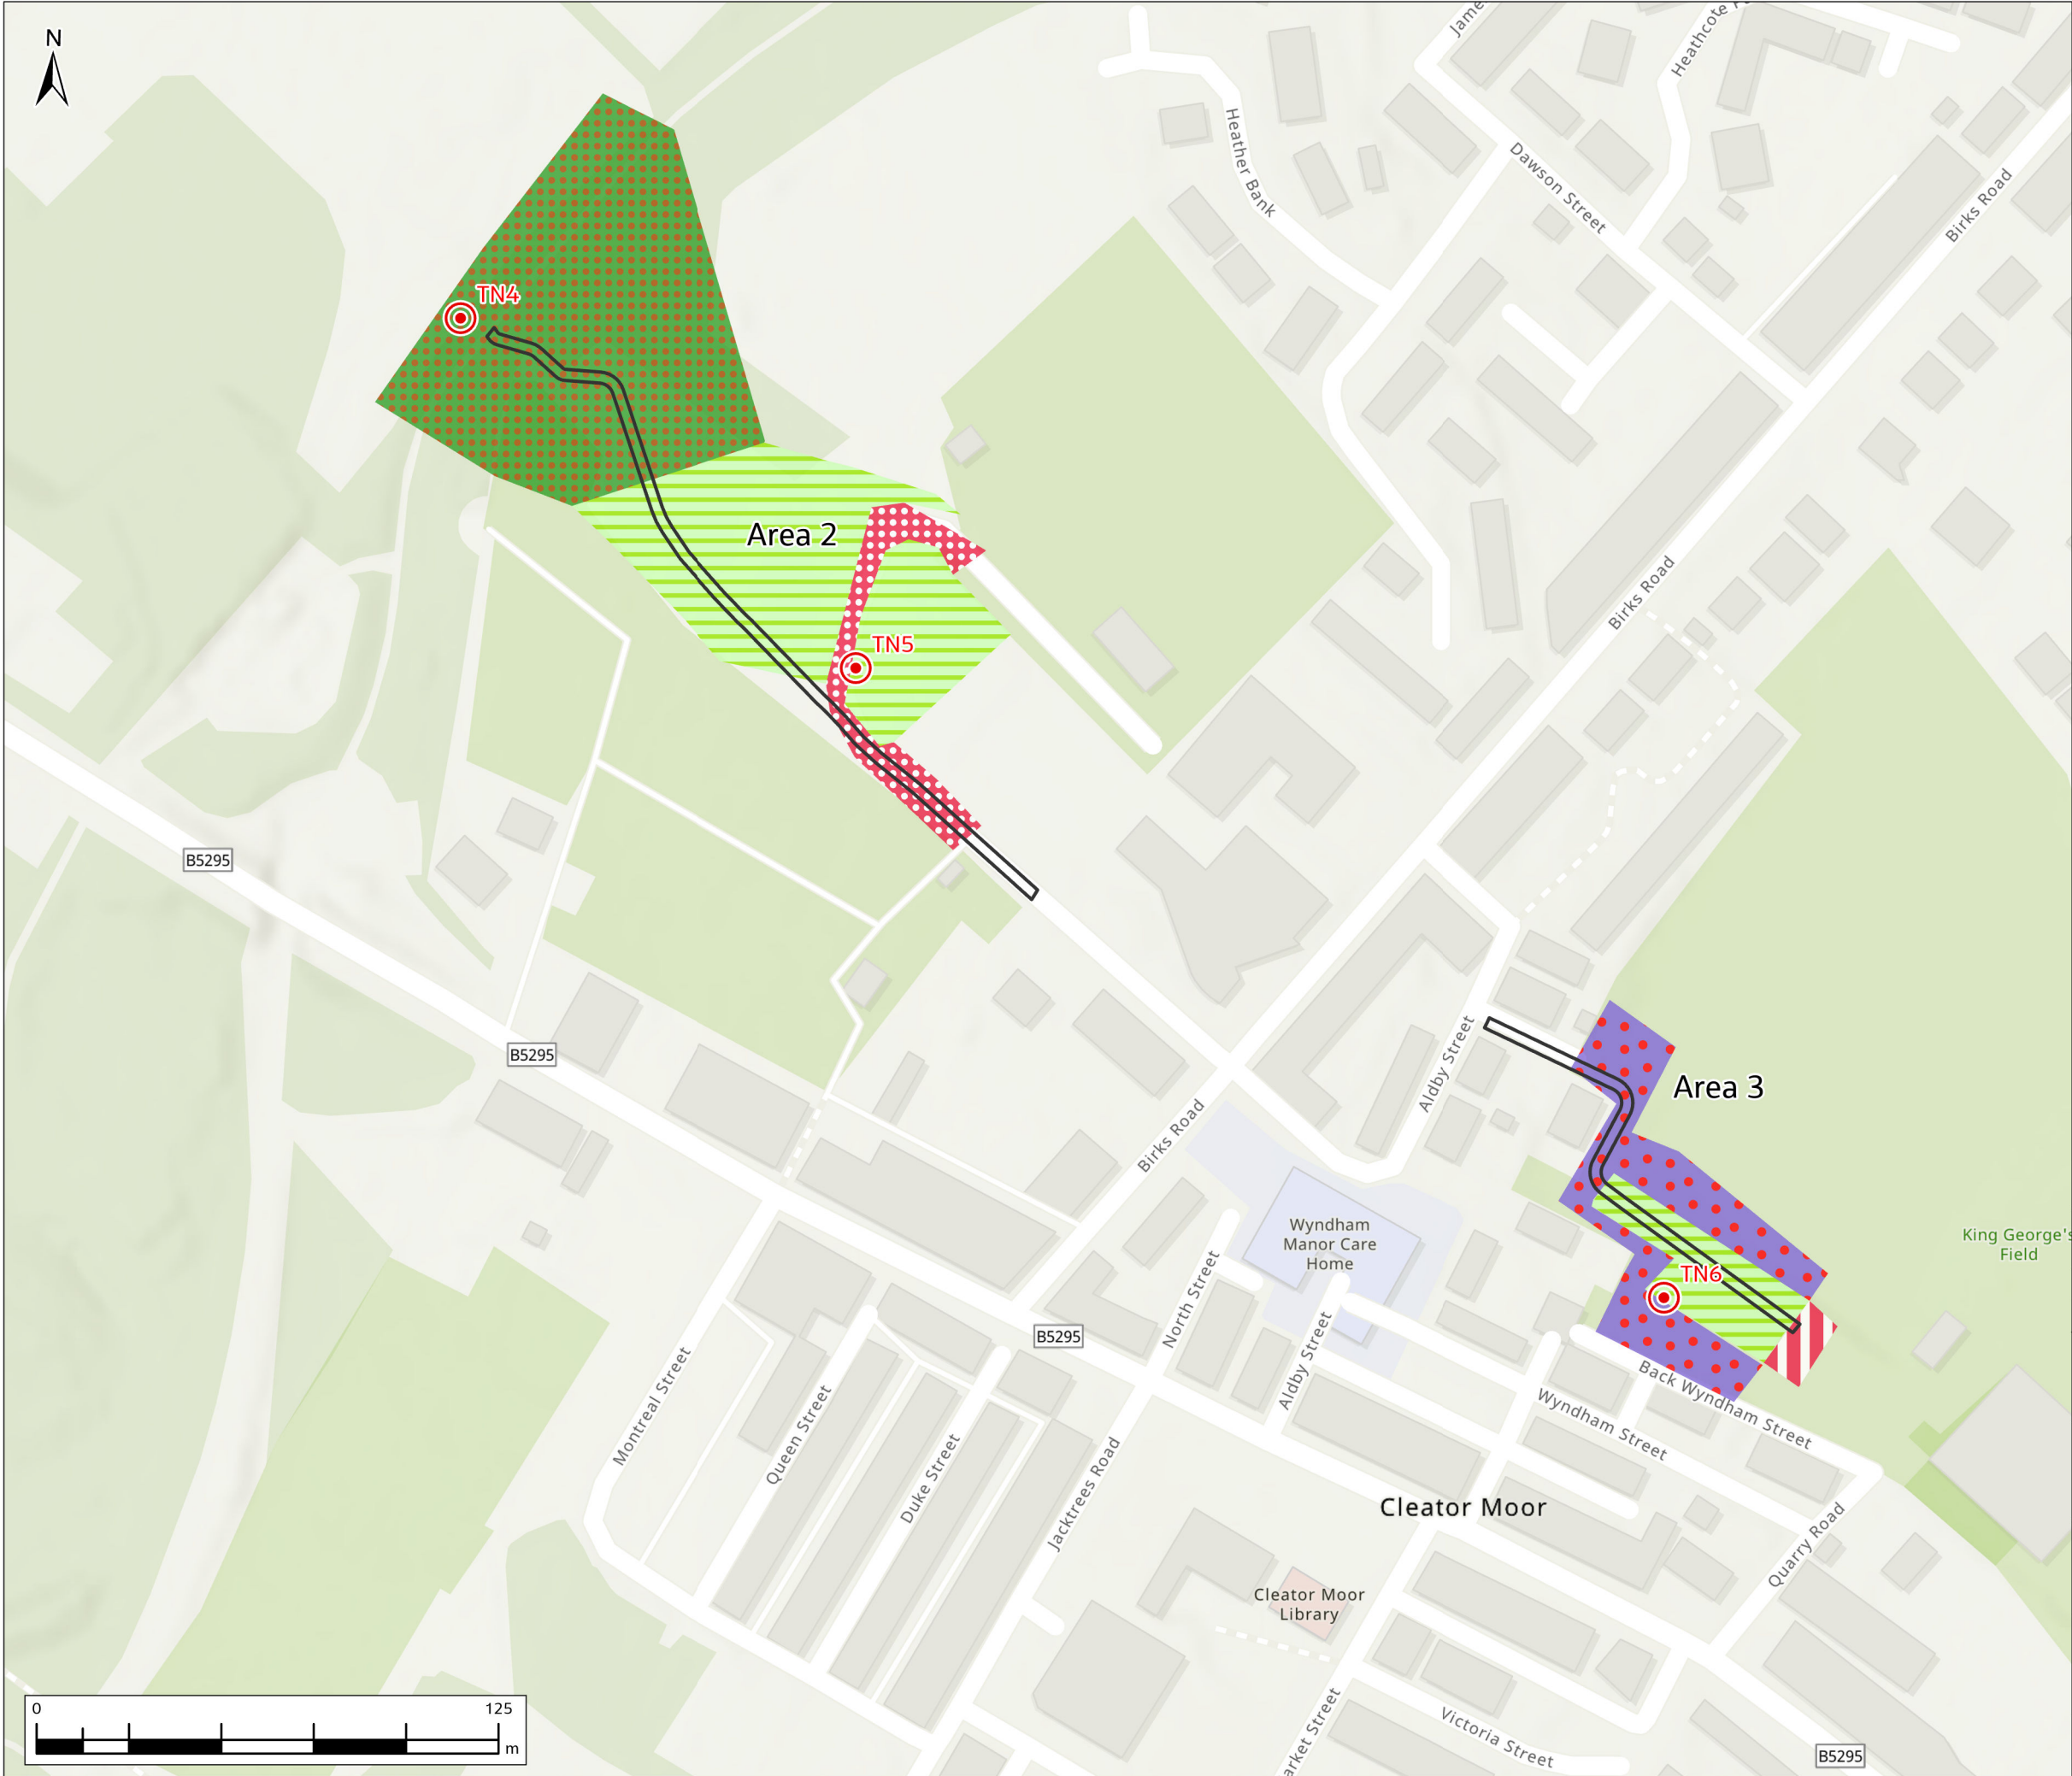 N
Jame
Heathcote
Heather Bank
Dawson Street
Birks Road
TN4
Area 2
Birks Road
TN5
B5295
B5295
Aldby Street
Area 3
Birks Road
Wyndham
Manor Care
Home
King George's
Field
TN6
North Street
B5295
Aldby Street
Montreal Street
Queen Street
Duke Street
Jacktrees Road
Back Wyndham Street
Wyndham Street
Cleator Moor
Quarry Road
Cleator Moor
Library
arket Street
Victoria Street
B5295
0 125
m